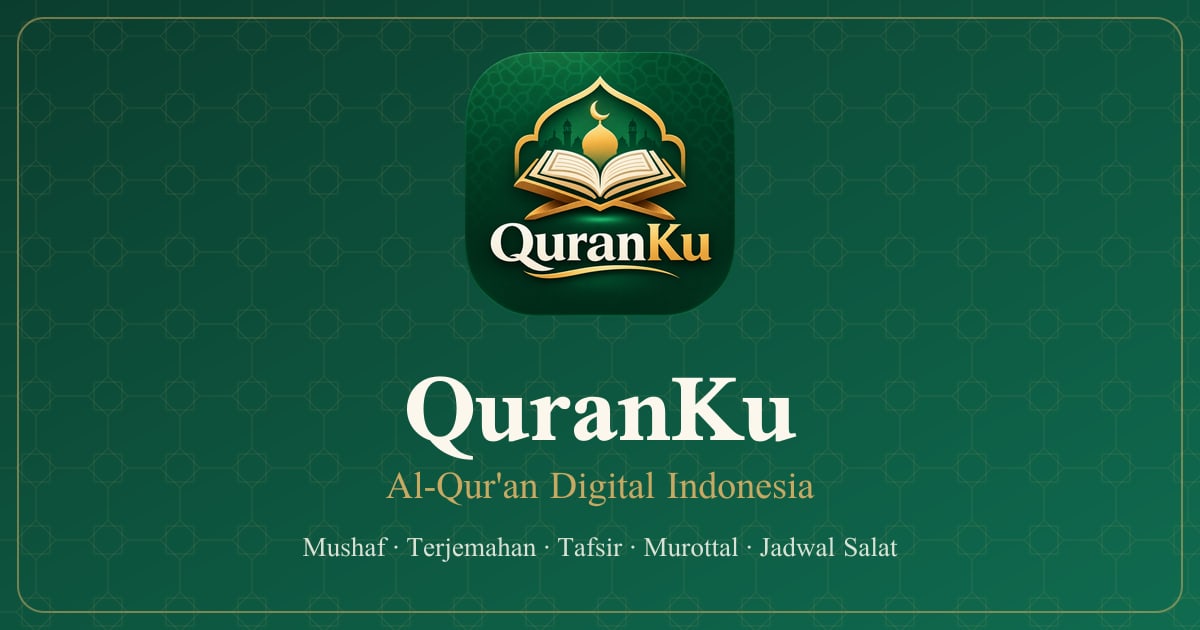 QuranKu
QuranKu
Al-Qur'an Digital Indonesia
Mushaf · Terjemahan · Tafsir · Murottal · Jadwal Salat